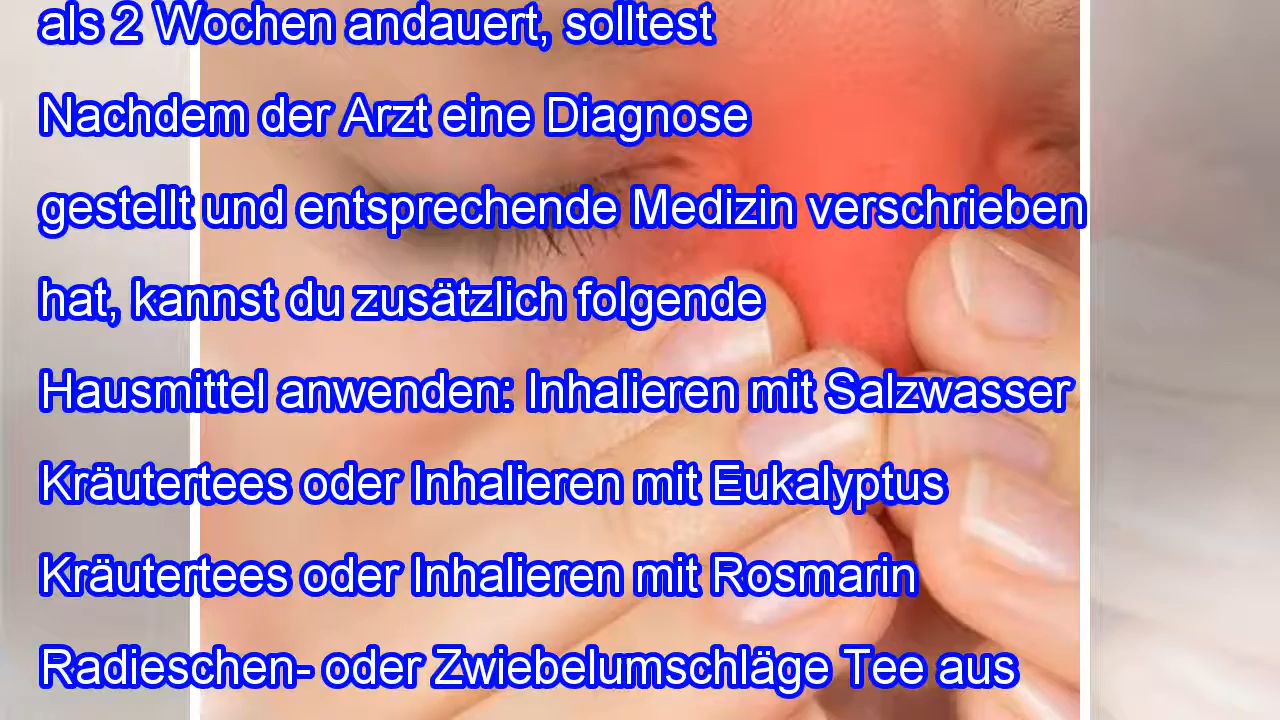 als 2 Wochen andauert, solltest
Nachdem der Arzt eine Diagnose
gestellt und entsprechende Medizin verschrieben
hat, kannst du zusätzlich folgende
Hausmittel anwenden: Inhalieren mit Salzwasser
Kräutertees oder Inhalieren mit Eukalyptus
Kräutertees oder Inhalieren mit Rosmarin
Radieschen- oder Zwiebelumschläge Tee aus